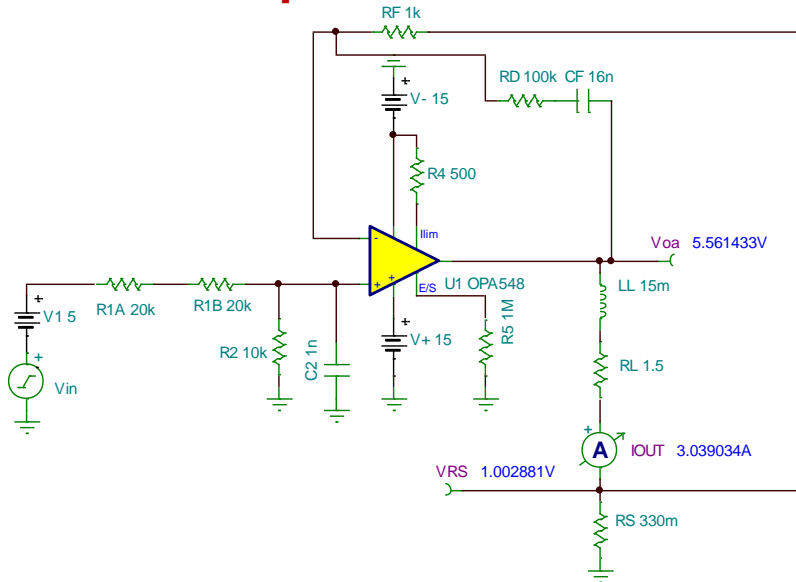 RF 1k
RD 100k CF 16n
+
V- 15
R4 500
Ilim
-
Voa 5.561433V
+ +
U1 OPA548
E/S
LL 15m
R1A 20k
R1B 20k
+
V1 5
R2 10k
C2 1n
+
V+ 15
R5 1M
RL 1.5
+
Vin
+
A
IOUT 3.039034A
VRS 1.002881V
RS 330m